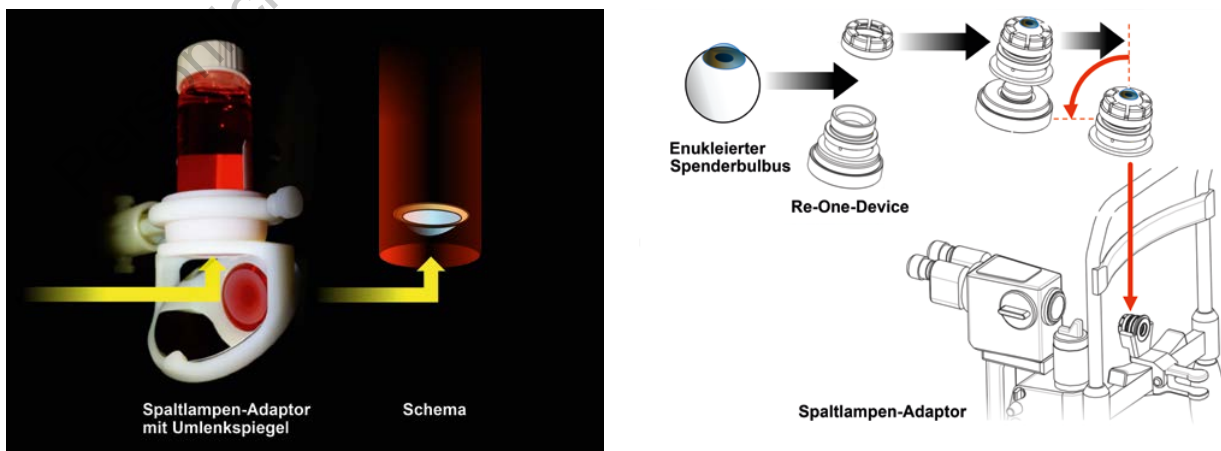 Spaltlampen-Adaptor
mit Umlenkspiegel
Schema
Enukleierter
Spenderbulbus
Re-One-Device
Spaltlampen-Adaptor